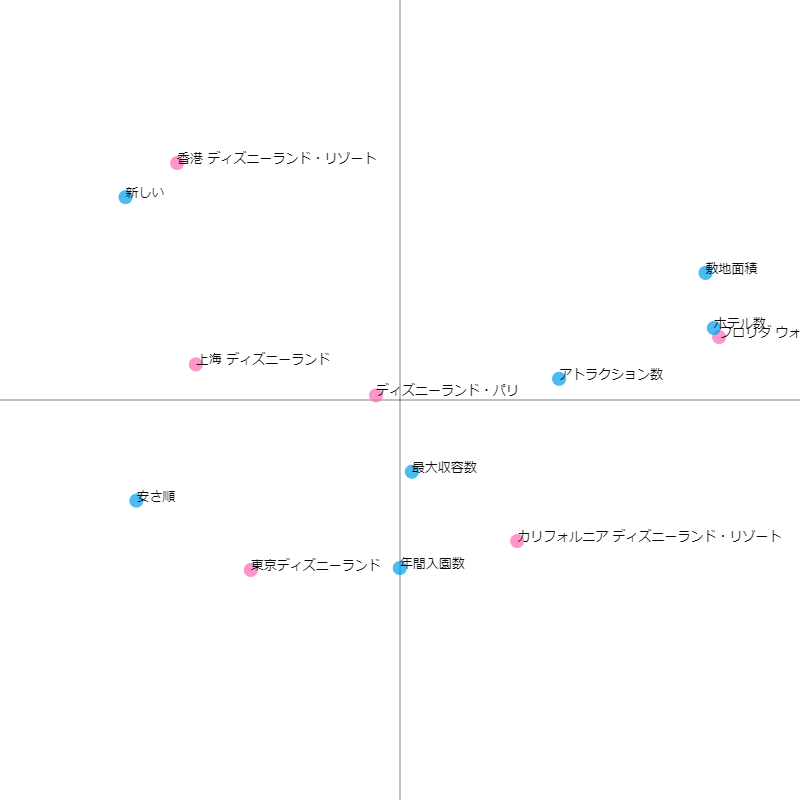 香港 ディズニーランド・リゾート
新しい
敷地面積
ホテル数
フロリダ ウォ
上海 ディズニーランド
アトラクション数
ディズニーランド・パリ
最大収容数
安さ順
カリフォルニア ディズニーランド・リゾート
年間入園数
東京ディズニーランド